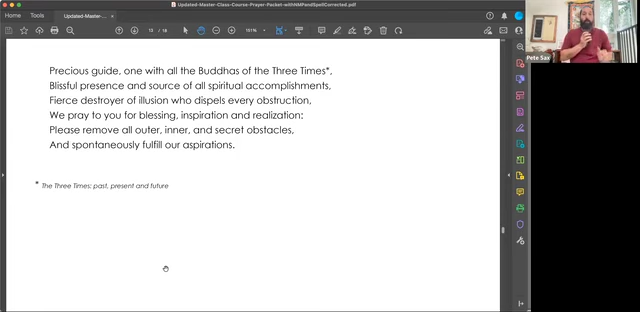 Updated-Master-Class-Course-Prayer-Packet-withNMPandSpellCorrected.pdf
Home Tools Updated-Master-... ×
13 / 18 101%
Precious guide, one with all the Buddhas of the Three Times*,
Blissful presence and source of all spiritual accomplishments,
Fierce destroyer of illusion who dispels every obstruction,
We pray to you for blessing, inspiration and realization:
Please remove all outer, inner, and secret obstacles,
And spontaneously fulfill our aspirations.
* The Three Times: past, present and future
Pete Sax